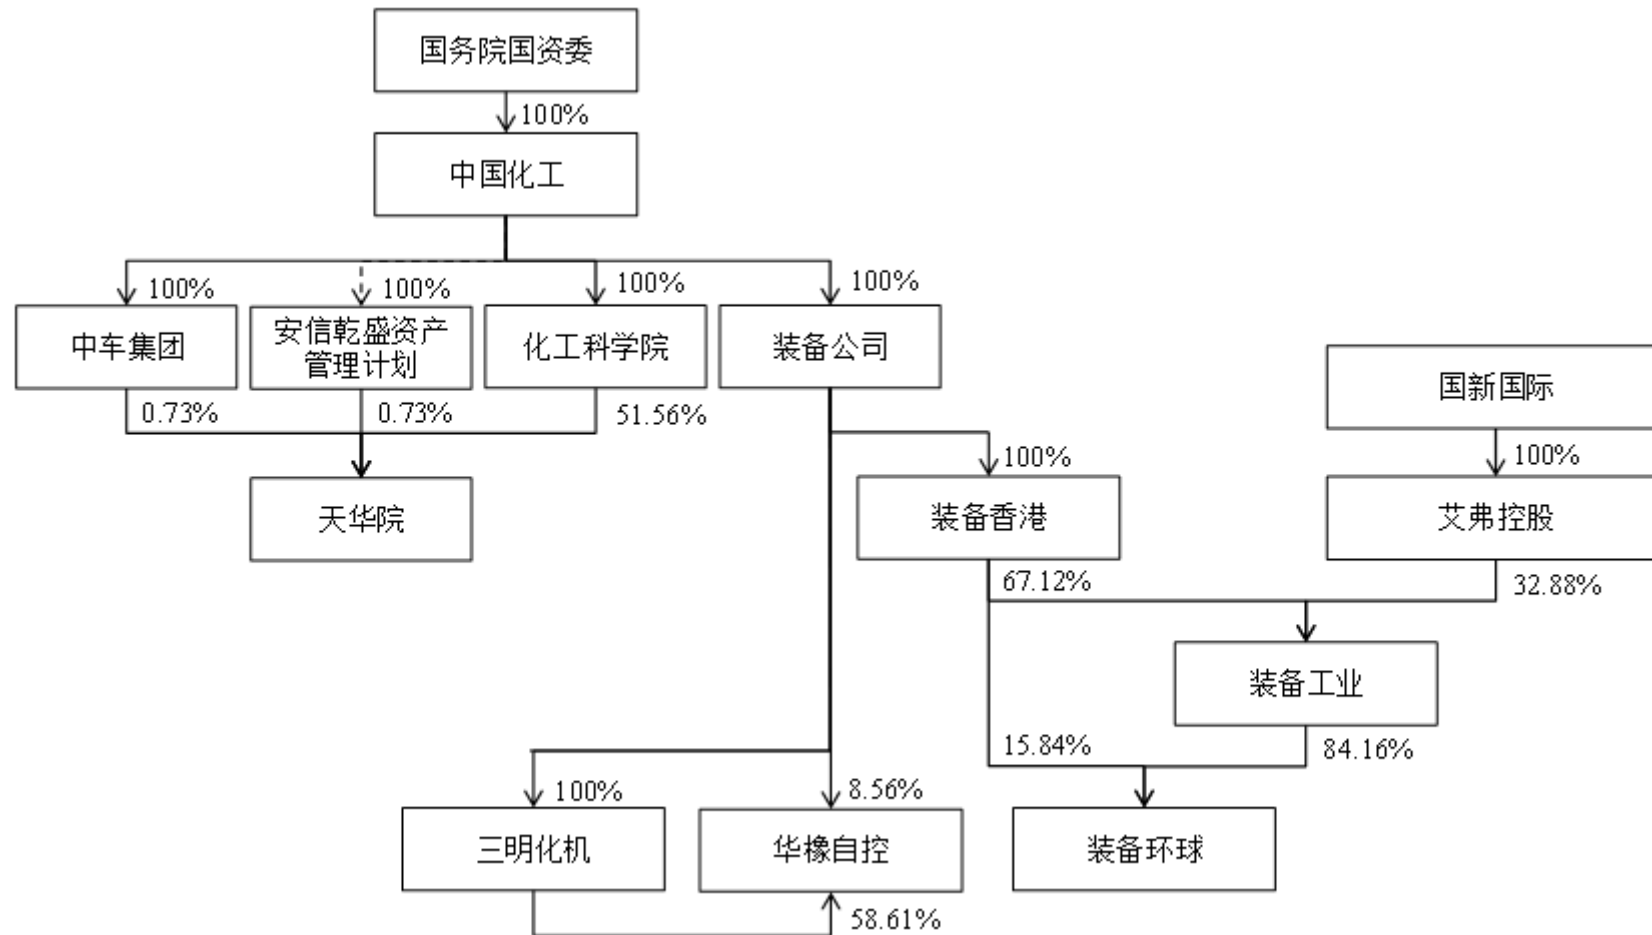 国务院国资委
100%
中国化工
100%
100%
100%
100%
中车集团
安信乾盛资产
管理计划
化工科学院
装备公司
国新国际
0.73%
0.73%
51.56%
100%
100%
天华院
装备香港
艾弗控股
67.12%
32.88%
装备工业
15.84%
84.16%
100%
8.56%
三明化机
华橡自控
装备环球
58.61%